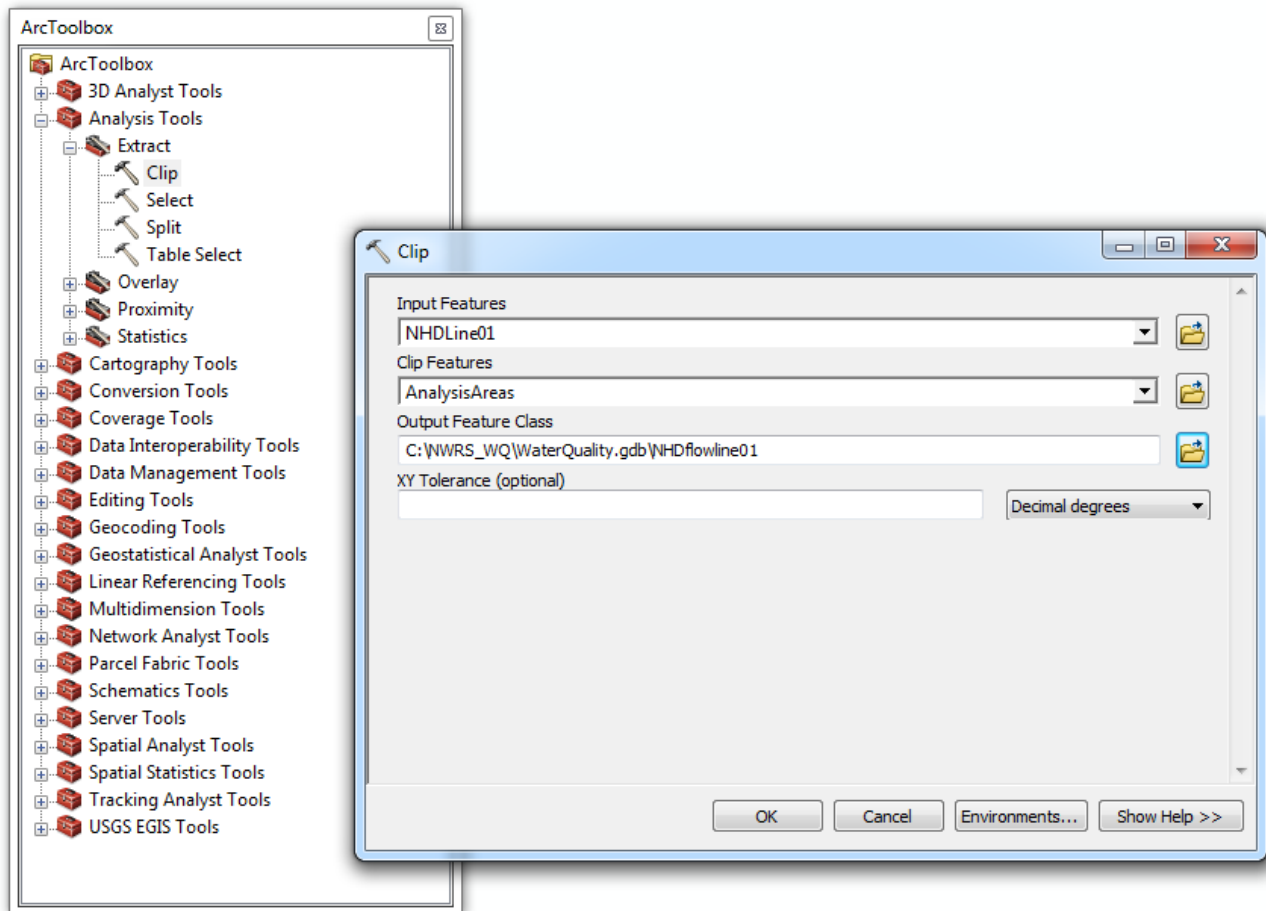 ArcToolbox
ArcToolbox
3D Analyst Tools
Analysis Tools
Extract
Clip
Select
Split
Table Select
Overlay
Proximity
Statistics
Cartography Tools
Conversion Tools
Coverage Tools
Data Interoperability Tools
Data Management Tools
Editing Tools
Geocoding Tools
Geostatistical Analyst Tools
Linear Referencing Tools
Multidimension Tools
Network Analyst Tools
Parcel Fabric Tools
Schematics Tools
Server Tools
Spatial Analyst Tools
Spatial Statistics Tools
Tracking Analyst Tools
USGS EGIS Tools
Clip
Input Features
NHDLine01
Clip Features
AnalysisAreas
Output Feature Class
C:\NWRS_WQ\WaterQuality.gdb\NHDflowline01
XY Tolerance (optional)
Decimal degrees
OK Cancel Environments... Show Help >>